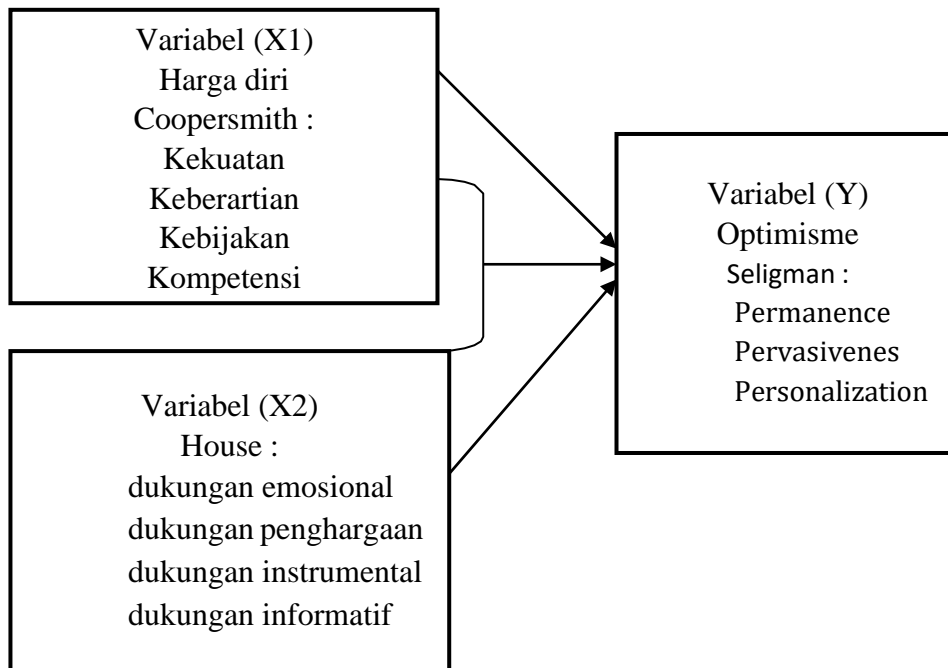 Variabel (X1)
Harga diri
Coopersmith :
Kekuatan
Keberartian
Kebijakan
Kompetensi
Variabel (X2)
House :
dukungan emosional
dukungan penghargaan
dukungan instrumental
dukungan informatif
Variabel (Y)
Optimisme
Seligman :
Permanence
Pervasivenes
Personalization